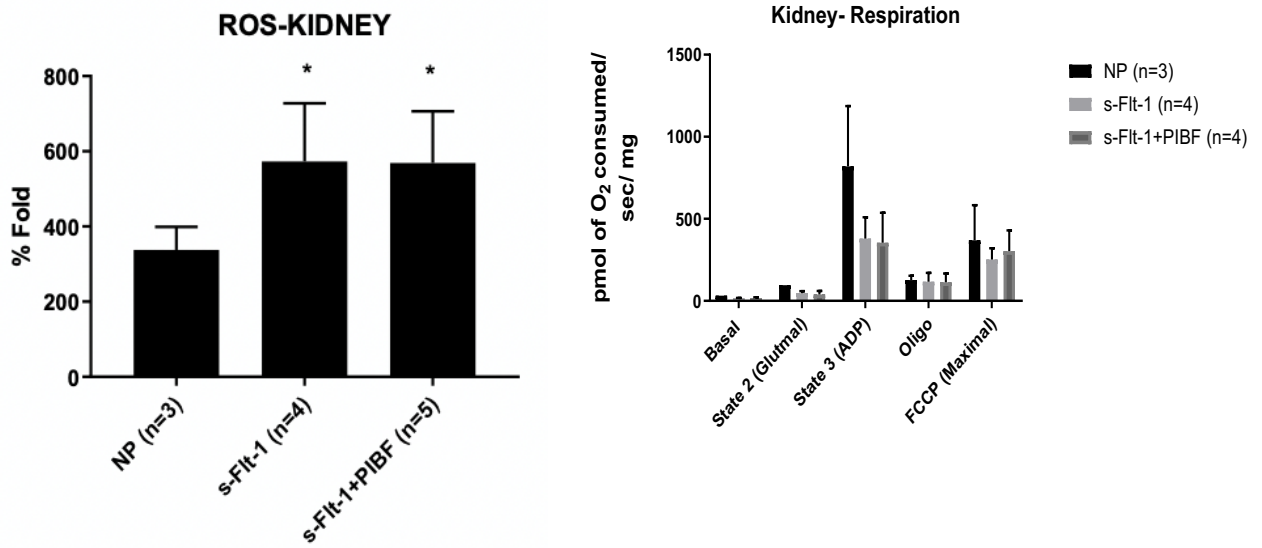 ROS-KIDNEY
% Fold
800
600
400
200
0
*
*
NP (n=3)
s-Flt-1 (n=4)
s-Flt-1+PIBF (n=5)
Kidney- Respiration
pmol of O₂ consumed/
sec/ mg
1500
1000
500
0
Basal
State 2 (Glutmal)
State 3 (ADP)
Oligo
FCCP (Maximal)
NP (n=3)
s-Flt-1 (n=4)
s-Flt-1+PIBF (n=4)